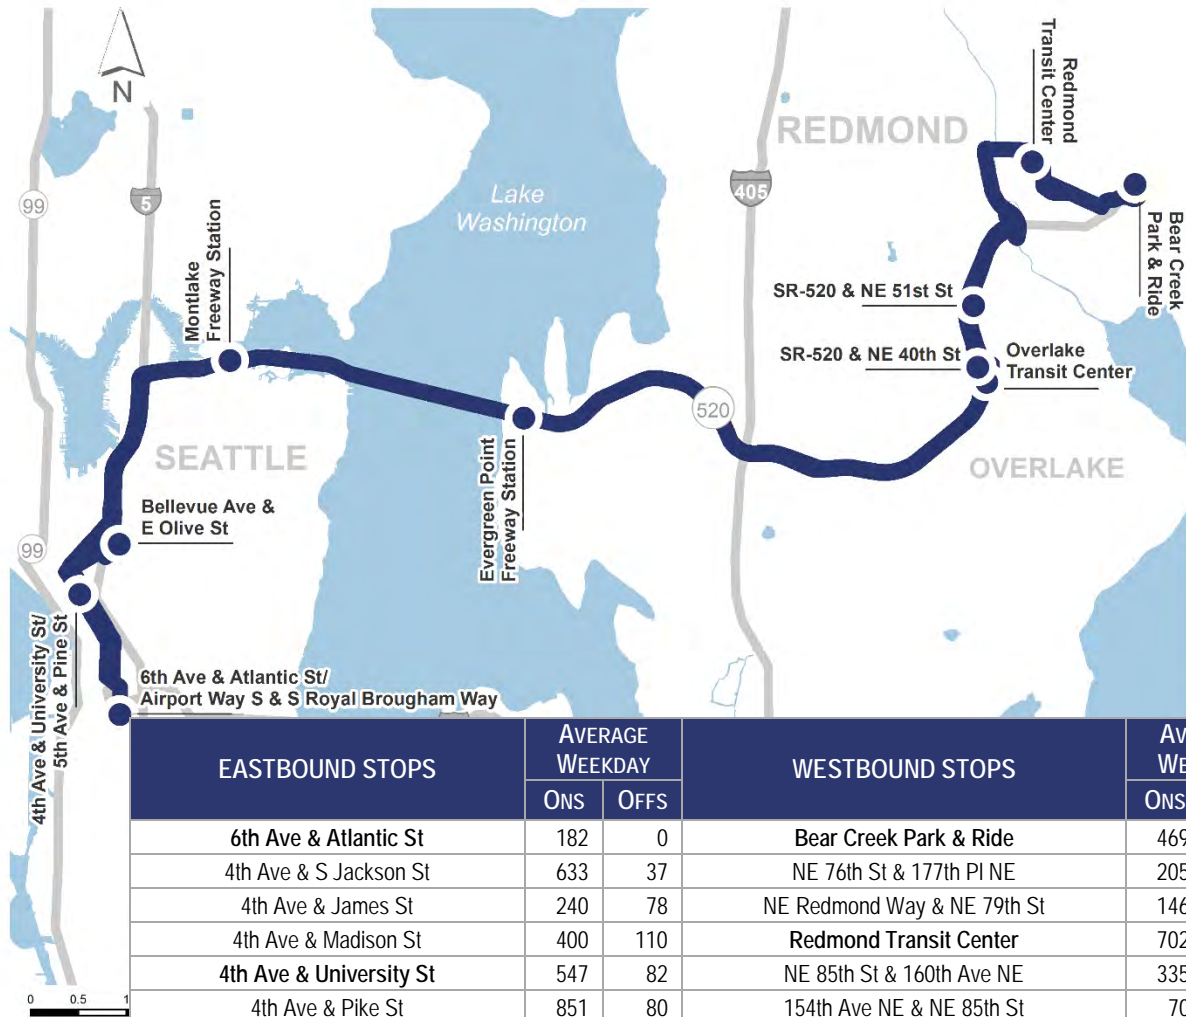 N
99
5
405
REDMOND
Redmond
Transit Center
Bear Creek
Park & Ride
Lake
Washington
Montlake
Freeway Station
SR-520 & NE 51st St
SR-520 & NE 40th St
Overlake
Transit Center
520
SEATTLE
OVERLAKE
Evergreen Point
Freeway Station
Bellevue Ave &
E Olive St
99
4th Ave & University St/
5th Ave & Pine St
6th Ave & Atlantic St/
Airport Way S & S Royal Brougham Way
0 0.5 1
EASTBOUND STOPS AVERAGE WEEKDAY WESTBOUND STOPS AV
WE
ONS OFFS ONS
6th Ave & Atlantic St 182 0 Bear Creek Park & Ride 469
4th Ave & S Jackson St 633 37 NE 76th St & 177th Pl NE 205
4th Ave & James St 240 78 NE Redmond Way & NE 79th St 146
4th Ave & Madison St 400 110 Redmond Transit Center 702
4th Ave & University St 547 82 NE 85th St & 160th Ave NE 335
4th Ave & Pike St 851 80 154th Ave NE & NE 85th St 70